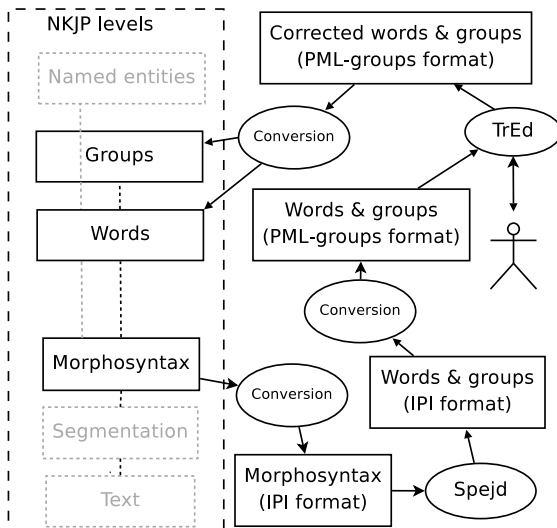 NKJP levels
Named entities
Groups
Words
Morphosyntax
Segmentation
Text
Conversion
Morphosyntax
(IPI format)
Spejd
Words & groups
(IPI format)
Conversion
Words & groups
(PML-groups format)
TrEd
Corrected words & groups
(PML-groups format)
Conversion